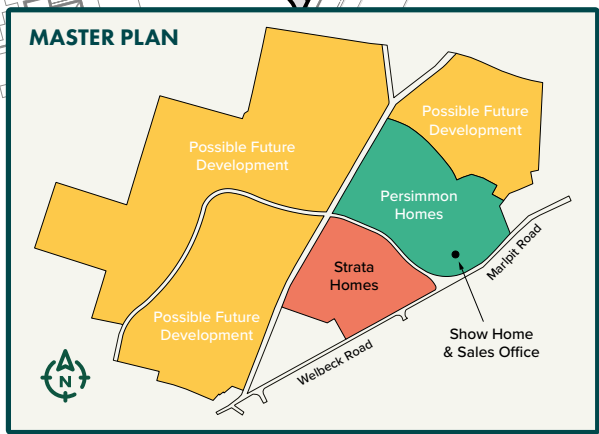 MASTER PLAN
Possible Future
Development
Possible Future
Development
Persimmon
Homes
Marlpit Road
Strata
Homes
Possible Future
Development
Show Home
& Sales Office
Welbeck Road
N